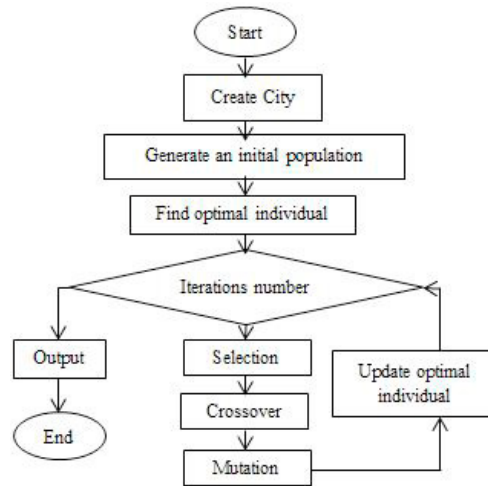 Start
Create City
Generate an initial population
Find optimal individual
Iterations number
Output
Selection
Update optimal
individual
Crossover
End
Mutation